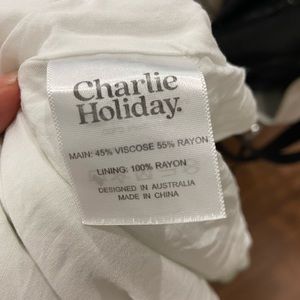 Charlie
Holiday.
MAIN: 45% VISCOSE 55% RAYON
LINING: 100% RAYON
DESIGNED IN AUSTRALIA
MADE IN CHINA